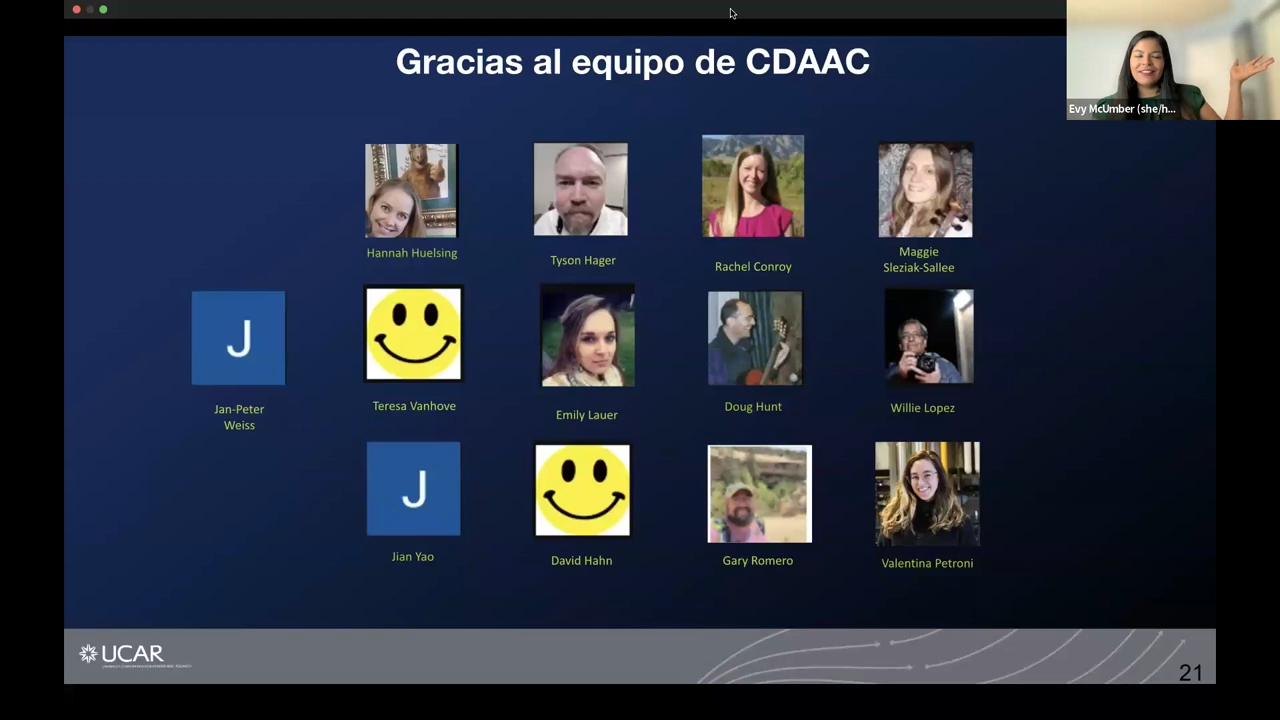 Gracias al equipo de CDAAC
Evy McUmber (she/h...
Hannah Huelsing
Tyson Hager
Rachel Conroy
Maggie
Sleziak-Sallee
J
Jan-Peter
Weiss
Teresa Vanhove
Emily Lauer
Doug Hunt
Willie Lopez
J
Jian Yao
David Hahn
Gary Romero
Valentina Petroni
UCAR
21